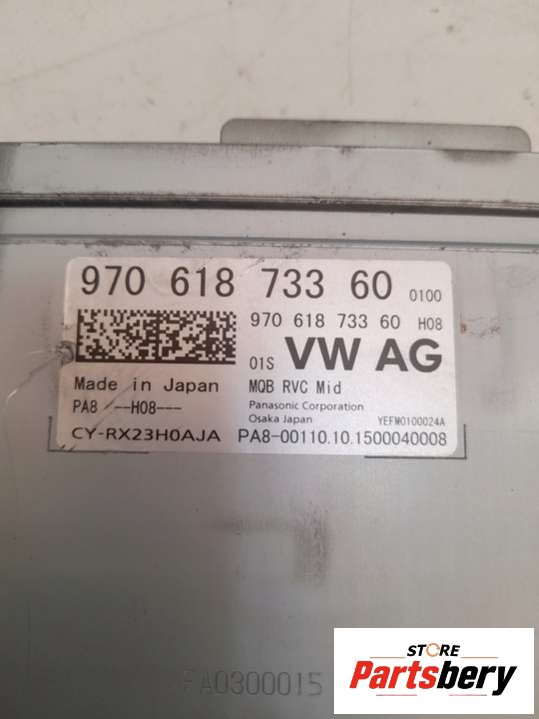 970 618 733 60 0100
970 618 733 60 H08
01S VW AG
Made in Japan MQB RVC Mid
PA8 ---H08---
Panasonic Corporation
Osaka Japan YEFM0100024A
CY-RX23H0AJA PA8-00110.10.1500040008
PA0300015
STORE
Partsbery